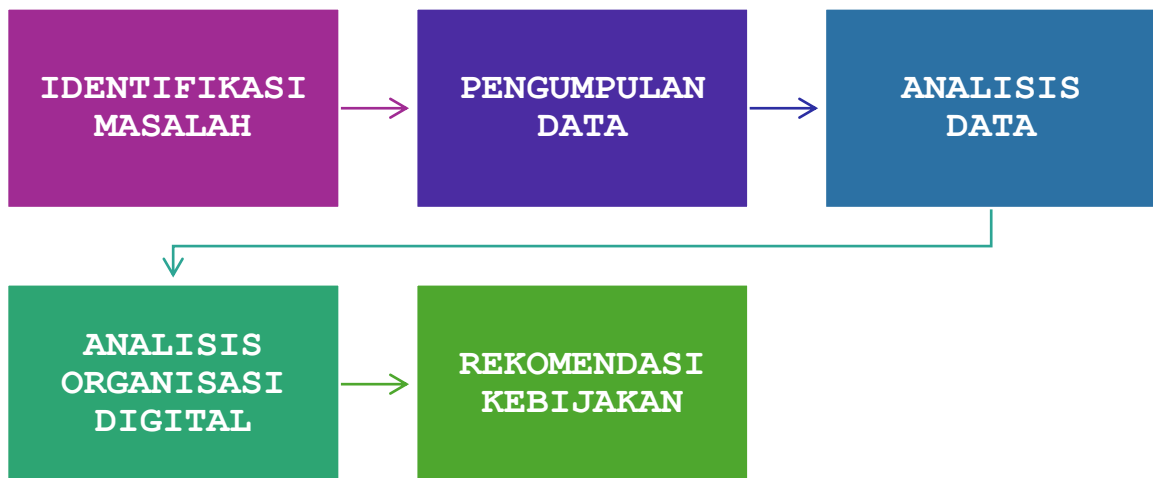 IDENTIFIKASI
MASALAH
PENGUMPULAN
DATA
ANALISIS
DATA
ANALISIS
ORGANISASI
DIGITAL
REKOMENDASI
KEBIJAKAN